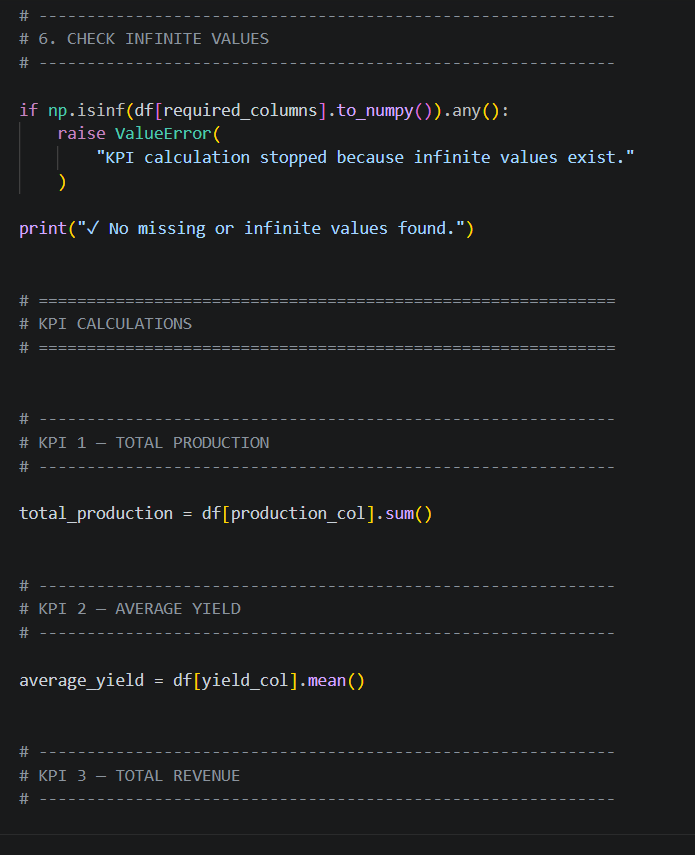 # ------------------------------------------------------------
# 6. CHECK INFINITE VALUES
# ------------------------------------------------------------
if np.isinf(df[required_columns].to_numpy()).any():
    raise ValueError(
        "KPI calculation stopped because infinite values exist."
    )
print("✓ No missing or infinite values found.")
# ============================================================
# KPI CALCULATIONS
# ============================================================
# ------------------------------------------------------------
# KPI 1 — TOTAL PRODUCTION
# ------------------------------------------------------------
total_production = df[production_col].sum()
# ------------------------------------------------------------
# KPI 2 — AVERAGE YIELD
# ------------------------------------------------------------
average_yield = df[yield_col].mean()
# ------------------------------------------------------------
# KPI 3 — TOTAL REVENUE
# ------------------------------------------------------------